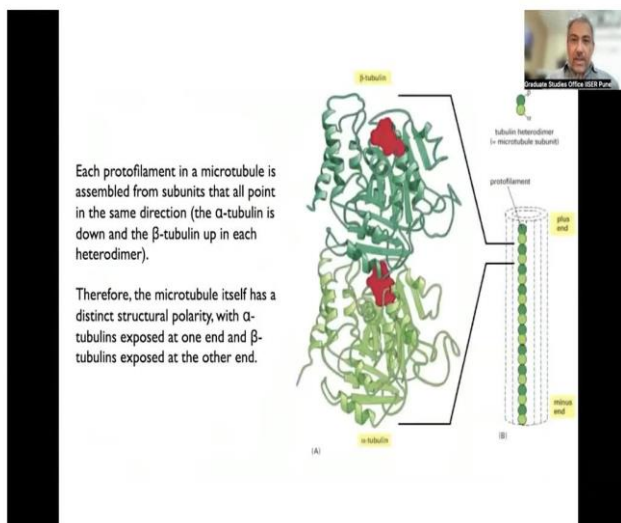 Graduate Studies Office IISER Pune
β-tubulin
β
α
tubulin heterodimer
(= microtubule subunit)
protofilament
Each protofilament in a microtubule is
assembled from subunits that all point
in the same direction (the α-tubulin is
down and the β-tubulin up in each
heterodimer).
Therefore, the microtubule itself has a
distinct structural polarity, with α-
tubulins exposed at one end and β-
tubulins exposed at the other end.
plus
end
minus
end
α-tubulin
(A)
(B)